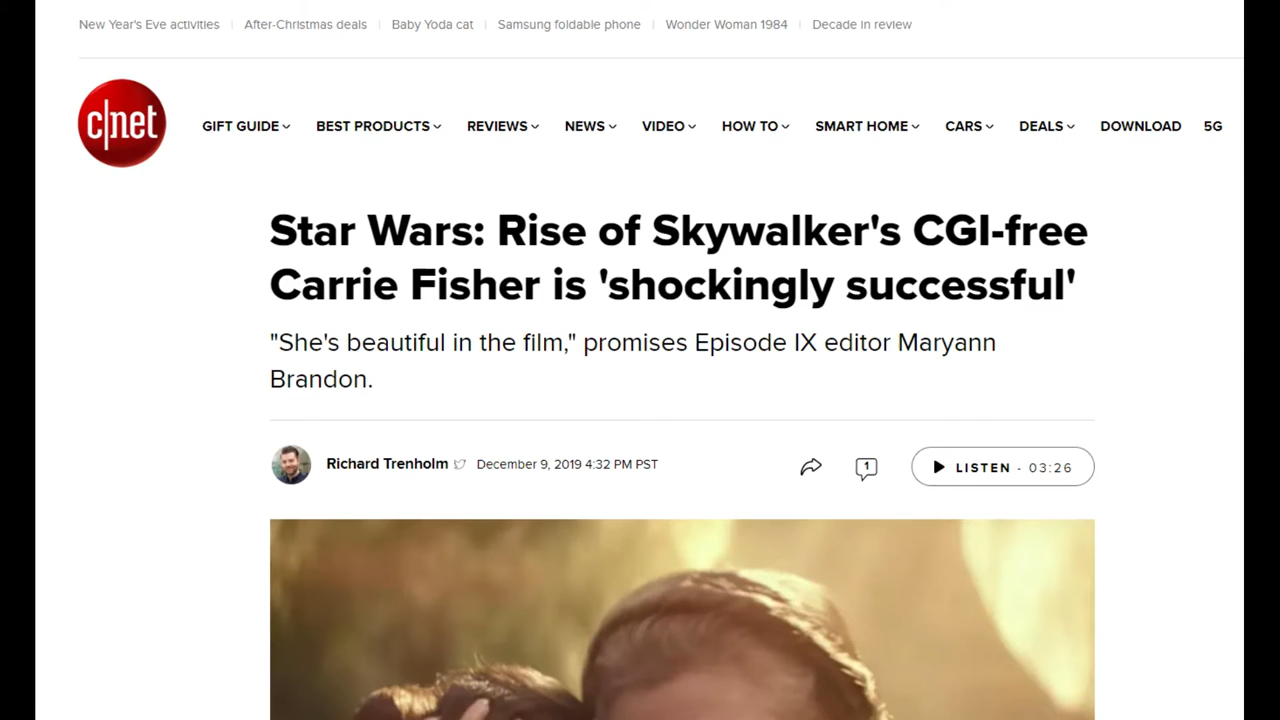 New Year's Eve activities After-Christmas deals Baby Yoda cat Samsung foldable phone Wonder Woman 1984 Decade in review
c|net
GIFT GUIDE BEST PRODUCTS REVIEWS NEWS VIDEO HOW TO SMART HOME CARS DEALS DOWNLOAD 5G
Star Wars: Rise of Skywalker's CGI-free
Carrie Fisher is 'shockingly successful'
"She's beautiful in the film," promises Episode IX editor Maryann
Brandon.
Richard Trenholm December 9, 2019 4:32 PM PST 1 LISTEN - 03:26